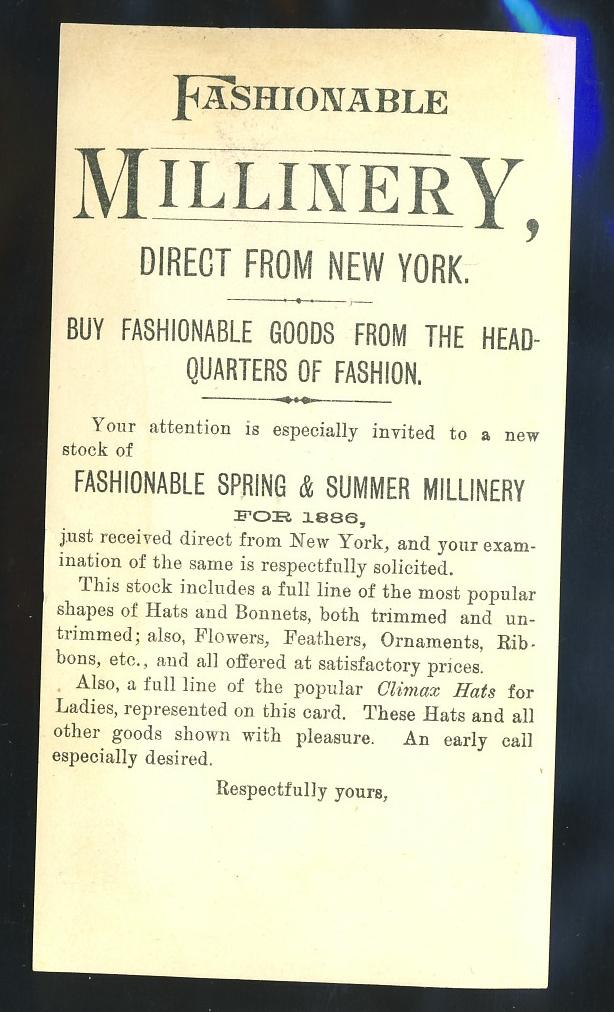 FASHIONABLE
MILLINERY,
DIRECT FROM NEW YORK.
BUY FASHIONABLE GOODS FROM THE HEAD-
QUARTERS OF FASHION.
Your attention is especially invited to a new
stock of
FASHIONABLE SPRING & SUMMER MILLINERY
FOR 1886,
just received direct from New York, and your exam-
ination of the same is respectfully solicited.
This stock includes a full line of the most popular
shapes of Hats and Bonnets, both trimmed and un-
trimmed; also, Flowers, Feathers, Ornaments, Rib-
bons, etc., and all offered at satisfactory prices.
Also, a full line of the popular Climax Hats for
Ladies, represented on this card. These Hats and all
other goods shown with pleasure. An early call
especially desired.
Respectfully yours,